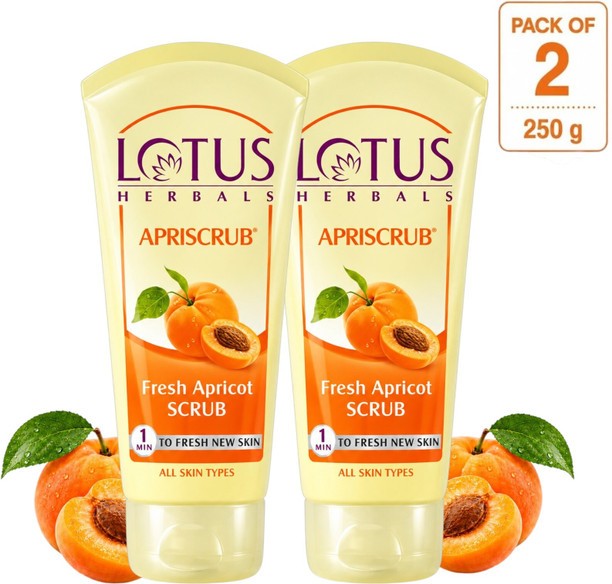 PACK OF
2
250 g
LOTUS
HERBALS
APRISCRUB®
Fresh Apricot
SCRUB
1
MIN
TO FRESH NEW SKIN
ALL SKIN TYPES
LOTUS
HERBALS
APRISCRUB®
Fresh Apricot
SCRUB
1
MIN
TO FRESH NEW SKIN
ALL SKIN TYPES